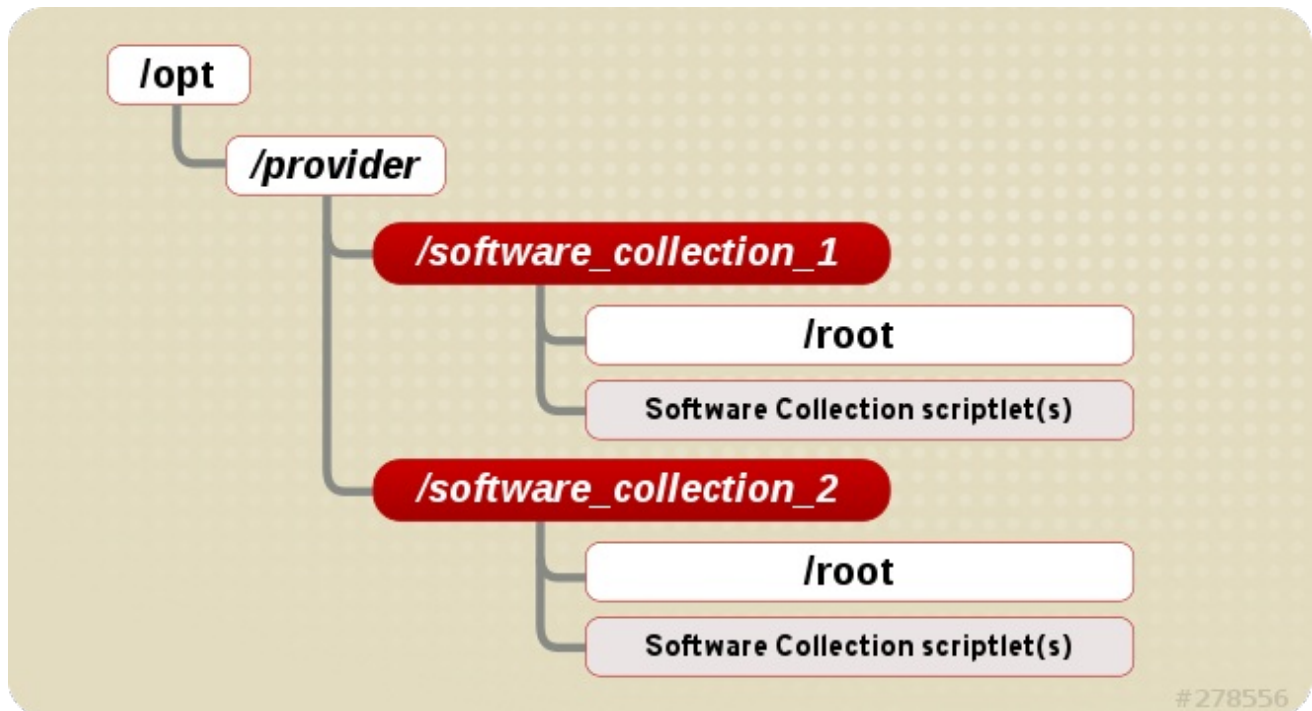 /opt
/provider
/software_collection_1
/root
Software Collection scriptlet(s)
/software_collection_2
/root
Software Collection scriptlet(s)
#278556